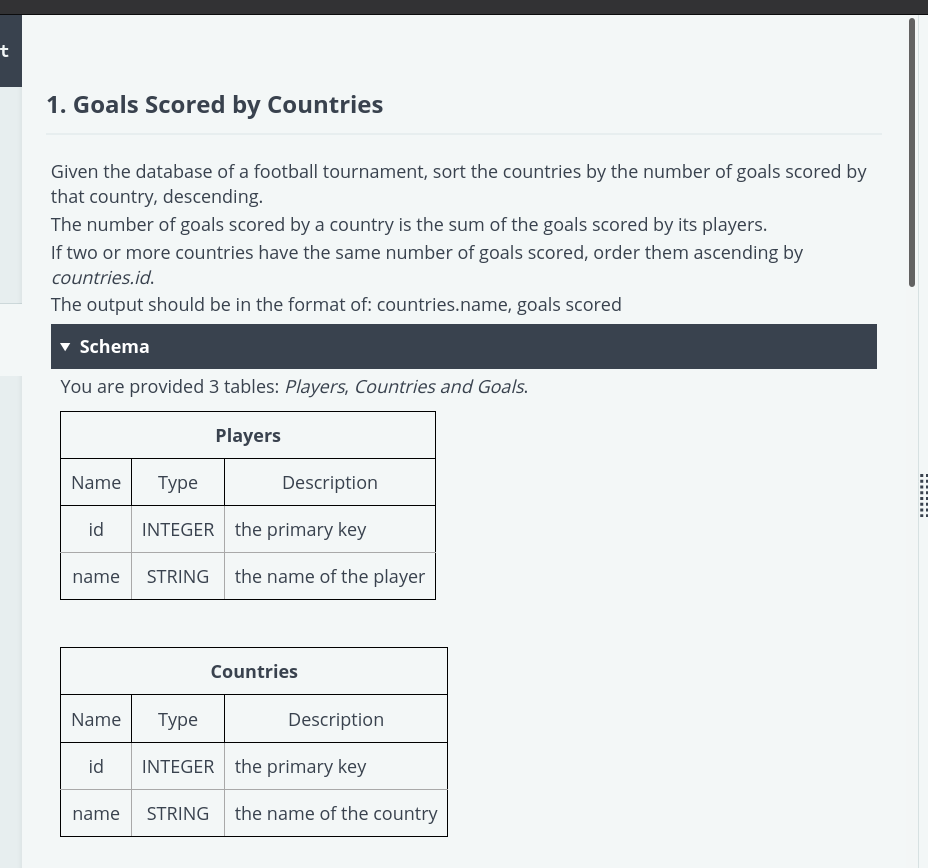 t
1. Goals Scored by Countries
Given the database of a football tournament, sort the countries by the number of goals scored by
that country, descending.
The number of goals scored by a country is the sum of the goals scored by its players.
If two or more countries have the same number of goals scored, order them ascending by
countries.id.
The output should be in the format of: countries.name, goals scored
▼ Schema
You are provided 3 tables: Players, Countries and Goals.
Players
Name Type Description
id INTEGER the primary key
name STRING the name of the player
Countries
Name Type Description
id INTEGER the primary key
name STRING the name of the country